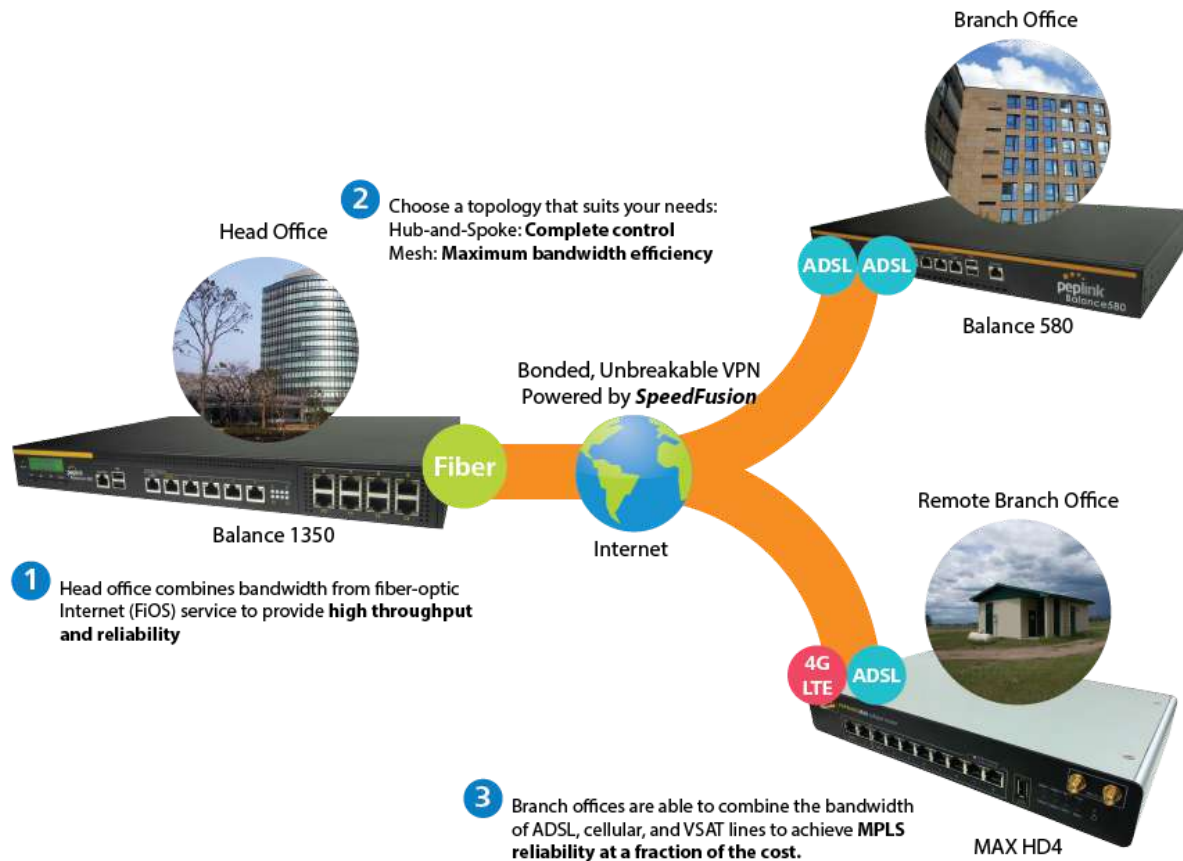 Branch Office
2
Choose a topology that suits your needs:
Hub-and-Spoke: Complete control
Mesh: Maximum bandwidth efficiency
Head Office
ADSL
ADSL
peplink
Balance580
Balance 580
Bonded, Unbreakable VPN
Powered by SpeedFusion
Fiber
Balance 1350
Internet
Remote Branch Office
1
Head office combines bandwidth from fiber-optic
Internet (FiOS) service to provide high throughput
and reliability
4G
LTE
ADSL
3
Branch offices are able to combine the bandwidth
of ADSL, cellular, and VSAT lines to achieve MPLS
reliability at a fraction of the cost.
MAX HD4